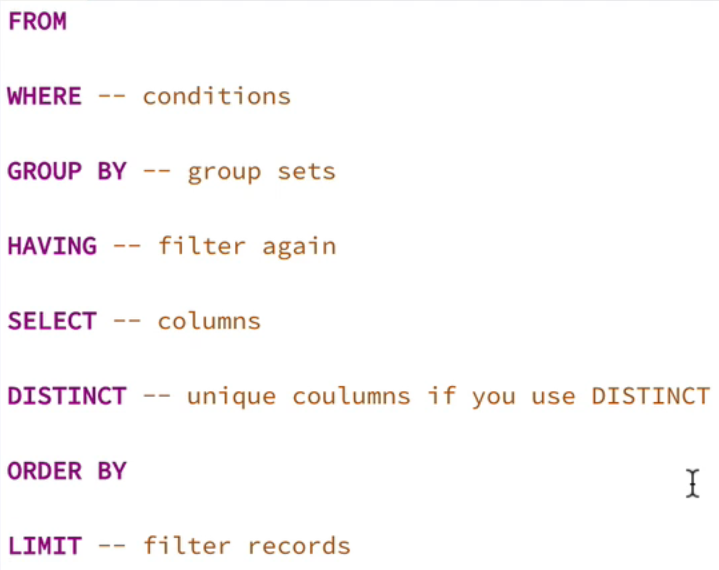 FROM
WHERE -- conditions
GROUP BY -- group sets
HAVING -- filter again
SELECT -- columns
DISTINCT -- unique coulumns if you use DISTINCT
ORDER BY
LIMIT -- filter records